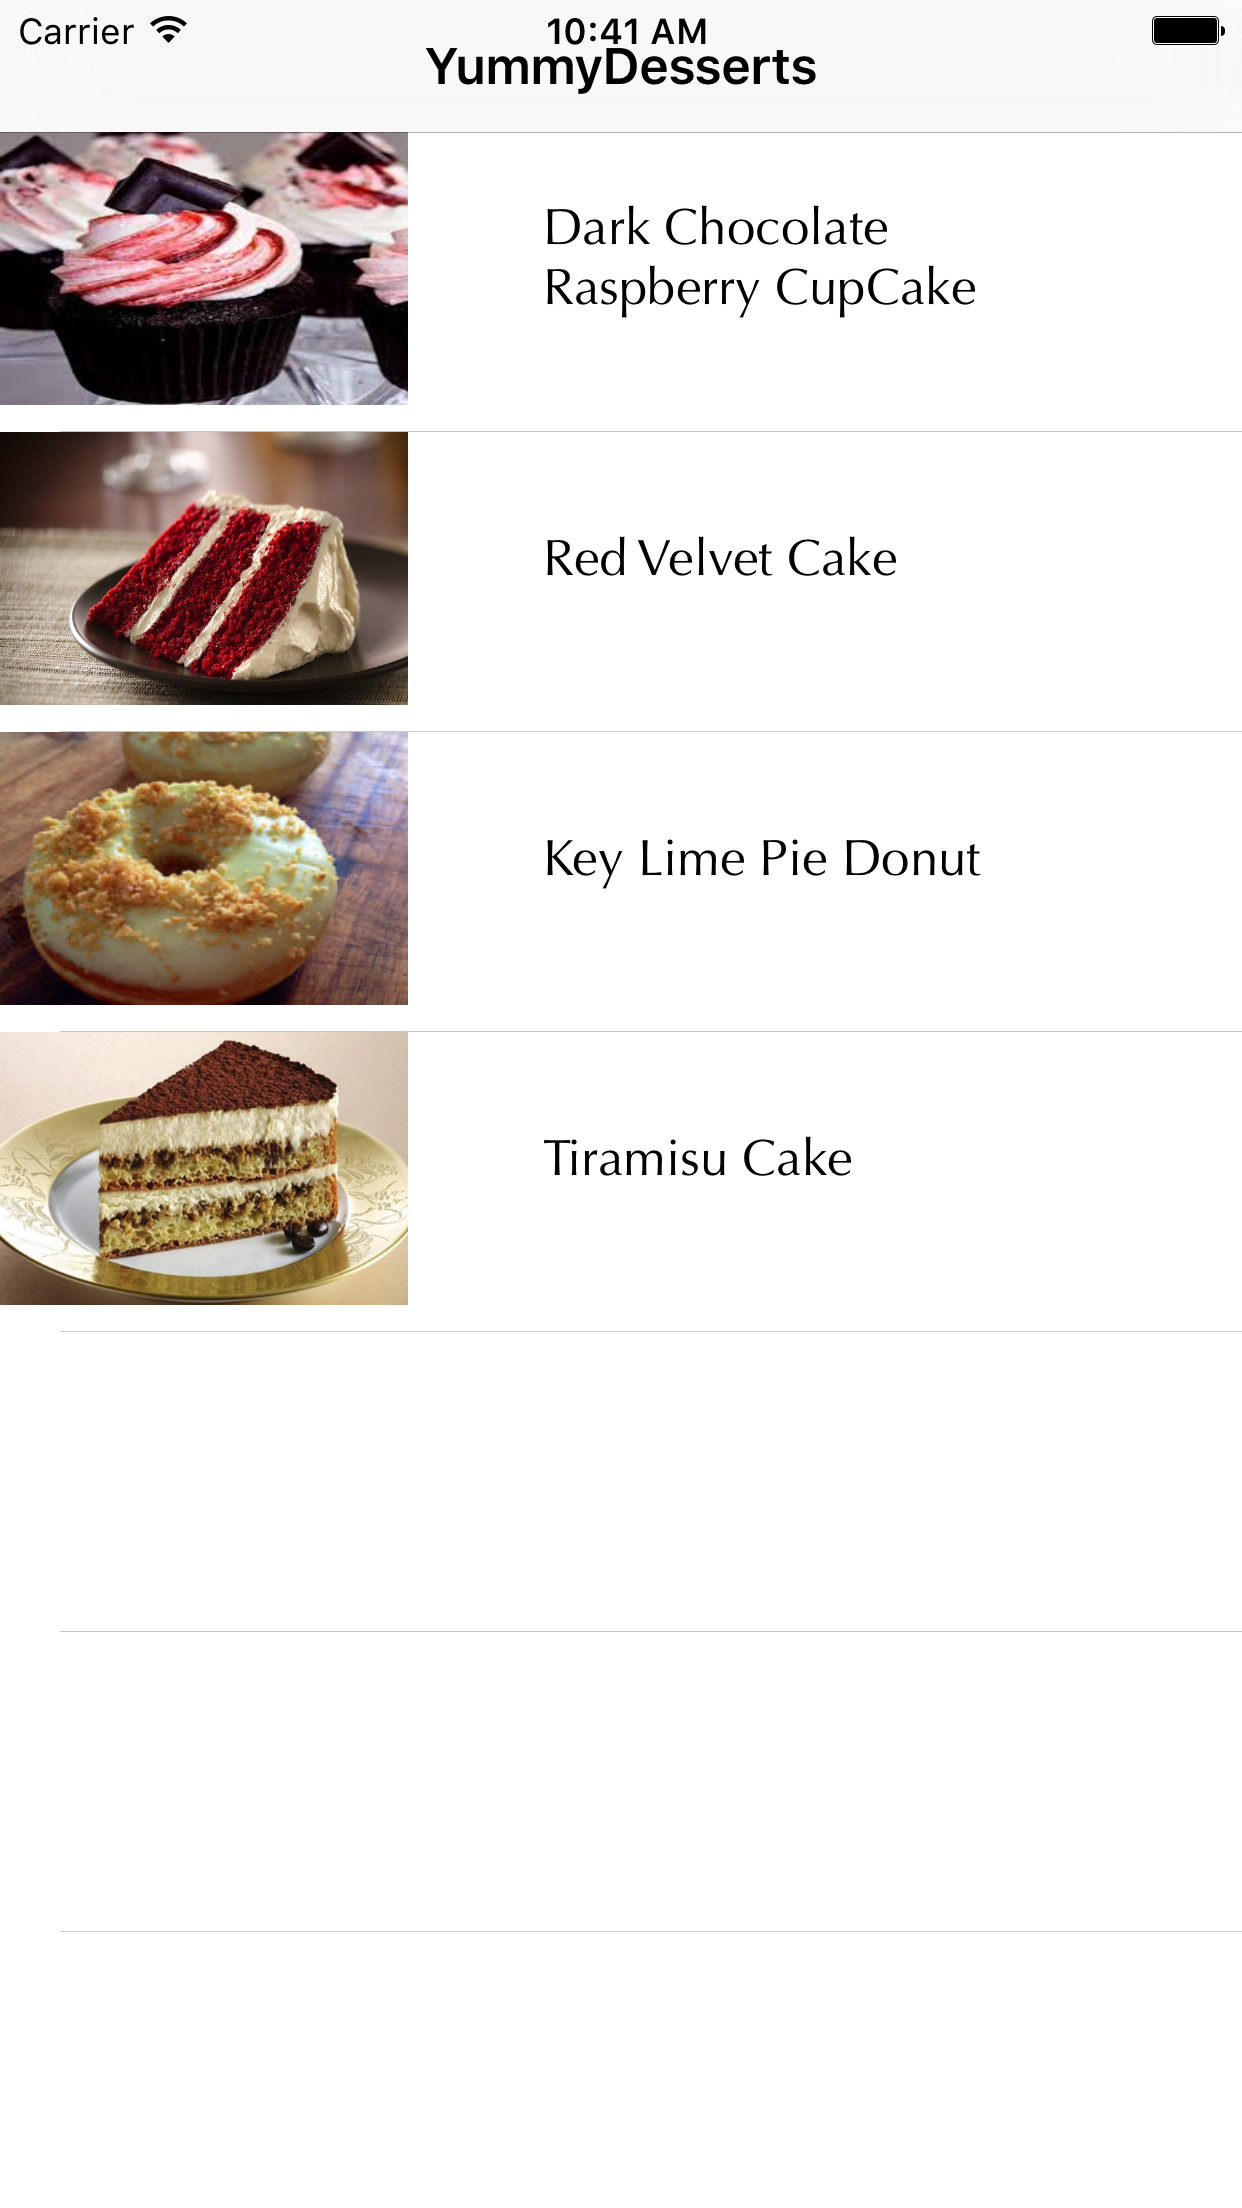 Carrier 10:41 AM
YummyDesserts
Dark Chocolate
Raspberry CupCake
Red Velvet Cake
Key Lime Pie Donut
Tiramisu Cake